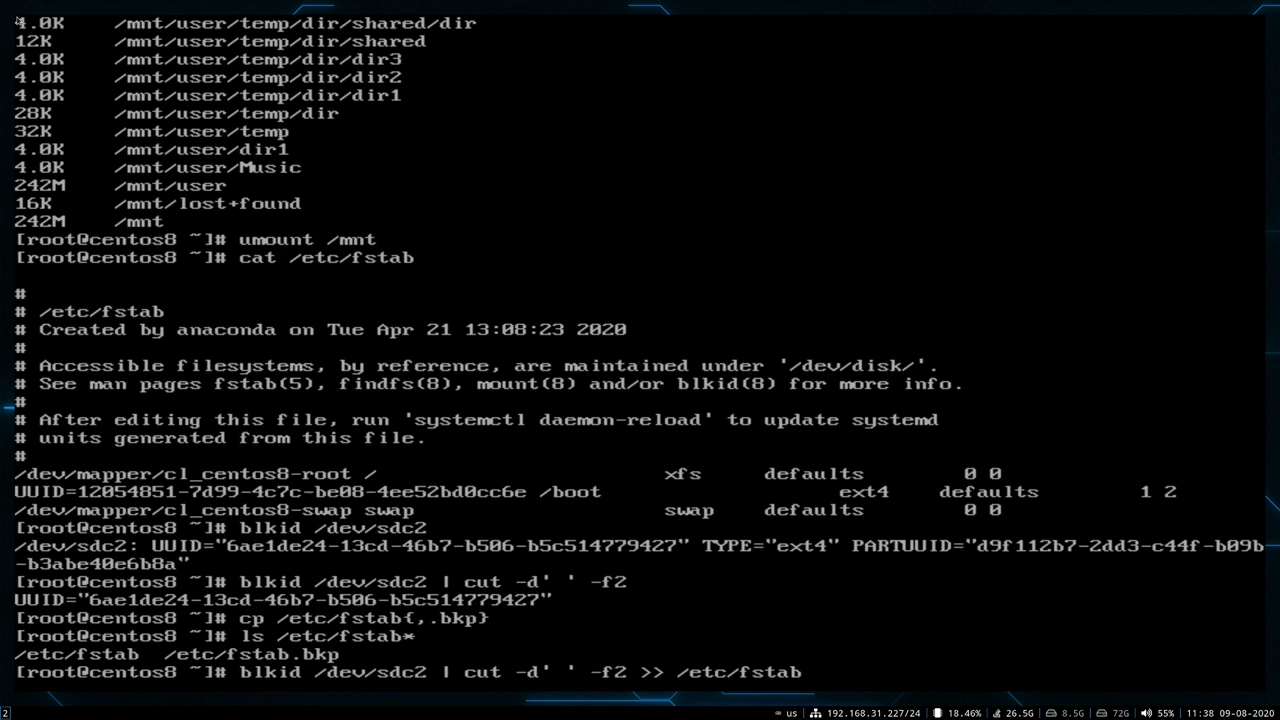 4.0K    /mnt/user/temp/dir/shared/dir
12K     /mnt/user/temp/dir/shared
4.0K    /mnt/user/temp/dir/dir3
4.0K    /mnt/user/temp/dir/dir2
4.0K    /mnt/user/temp/dir/dir1
28K     /mnt/user/temp/dir
32K     /mnt/user/temp
4.0K    /mnt/user/dir1
4.0K    /mnt/user/Music
242M    /mnt/user
16K     /mnt/lost+found
242M    /mnt
[root@centos8 ~]# umount /mnt
[root@centos8 ~]# cat /etc/fstab
#
# /etc/fstab
# Created by anaconda on Tue Apr 21 13:08:23 2020
#
# Accessible filesystems, by reference, are maintained under '/dev/disk/'.
# See man pages fstab(5), findfs(8), mount(8) and/or blkid(8) for more info.
#
# After editing this file, run 'systemctl daemon-reload' to update systemd
# units generated from this file.
#
/dev/mapper/cl_centos8-root /                       xfs     defaults        0 0
UUID=12054851-7d99-4c7c-be08-4ee52bd0cc6e /boot                   ext4    defaults        1 2
/dev/mapper/cl_centos8-swap swap                    swap    defaults        0 0
[root@centos8 ~]# blkid /dev/sdc2
/dev/sdc2: UUID="6ae1de24-13cd-46b7-b506-b5c514779427" TYPE="ext4" PARTUUID="d9f112b7-2dd3-c44f-b09b
-b3abe40e6b8a"
[root@centos8 ~]# blkid /dev/sdc2 | cut -d' ' -f2
UUID="6ae1de24-13cd-46b7-b506-b5c514779427"
[root@centos8 ~]# cp /etc/fstab{,.bkp}
[root@centos8 ~]# ls /etc/fstab*
/etc/fstab  /etc/fstab.bkp
[root@centos8 ~]# blkid /dev/sdc2 | cut -d' ' -f2 >> /etc/fstab
2 us 192.168.31.227/24 18.46% 26.5G 8.5G 72G 55% 11:38 09-08-2020